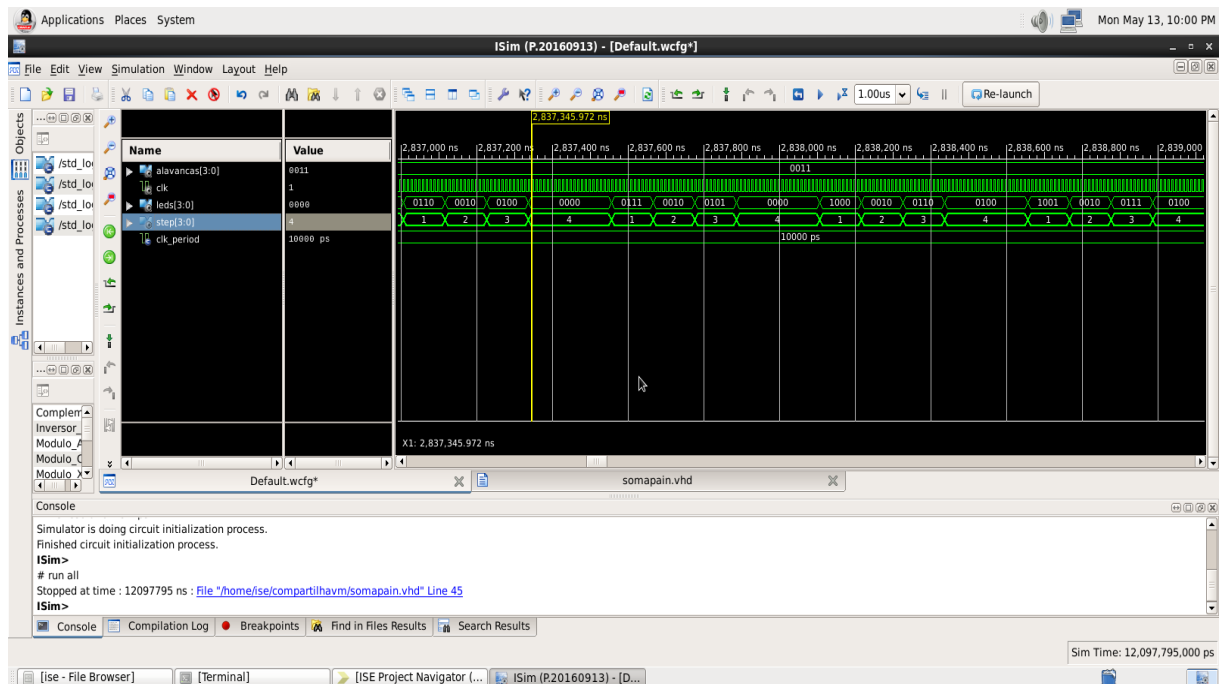 Applications Places System Mon May 13, 10:00 PM
ISim (P.20160913) - [Default.wcfg*]
File Edit View Simulation Window Layout Help
1.00us Re-launch
Objects
Instances and Processes
/std_lo
/std_lo
/std_lo
/std_lo
Complem
Inversor_
Modulo_A
Modulo_C
Modulo_X
Name Value
alavancas[3:0] 0011
clk 1
leds[3:0] 0000
step[3:0] 4
clk_period 10000 ps
2,837,345.972 ns
2,837,000 ns 2,837,200 ns 2,837,400 ns 2,837,600 ns 2,837,800 ns 2,838,000 ns 2,838,200 ns 2,838,400 ns 2,838,600 ns 2,838,800 ns 2,839,000
0011
0110 0010 0100 0000 0111 0010 0101 0000 1000 0010 0110 0100 1001 0010 0111 0100
1 2 3 4 1 2 3 4 1 2 3 4 1 2 3 4
10000 ps
X1: 2,837,345.972 ns
Default.wcfg* somapain.vhd
Console
Simulator is doing circuit initialization process.
Finished circuit initialization process.
ISim>
# run all
Stopped at time : 12097795 ns : File "/home/ise/compartilhavm/somapain.vhd" Line 45
ISim>
Console Compilation Log Breakpoints Find in Files Results Search Results
Sim Time: 12,097,795,000 ps
[ise - File Browser] [Terminal] [ISE Project Navigator (... ISim (P.20160913) - [D...